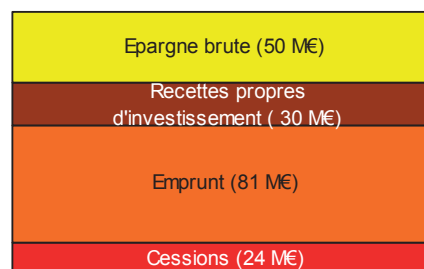 Epargne brute (50 M€)
Recettes propres
d'investissement ( 30 M€)
Emprunt (81 M€)
Cessions (24 M€)